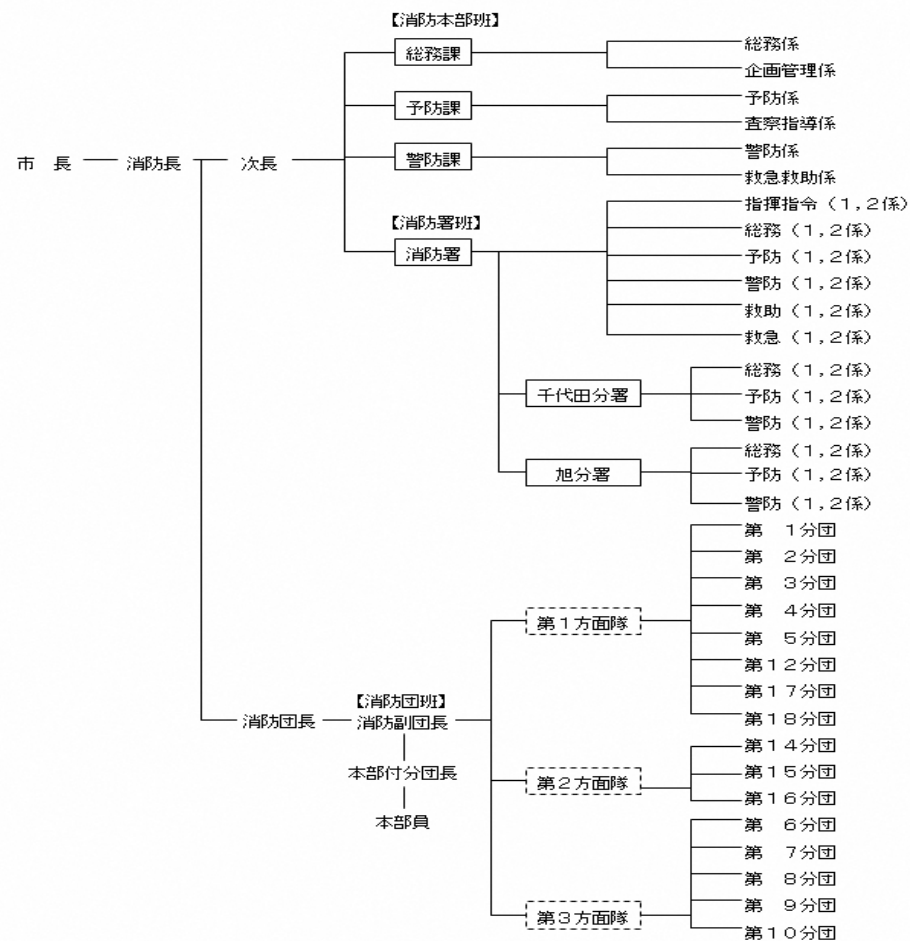 【消防本部班】
総務課
総務係
企画管理係
予防課
予防係
査察指導係
市　長
消防長
次長
警防課
警防係
救急救助係
【消防署班】
消防署
指揮指令（１，２係）
総務（１，２係）
予防（１，２係）
警防（１，２係）
救助（１，２係）
救急（１，２係）
千代田分署
総務（１，２係）
予防（１，２係）
警防（１，２係）
旭分署
総務（１，２係）
予防（１，２係）
警防（１，２係）
消防団長
【消防団班】
消防副団長
本部付分団長
本部員
第１方面隊
第　１分団
第　２分団
第　３分団
第　４分団
第　５分団
第１２分団
第１７分団
第１８分団
第２方面隊
第１４分団
第１５分団
第１６分団
第３方面隊
第　６分団
第　７分団
第　８分団
第　９分団
第１０分団